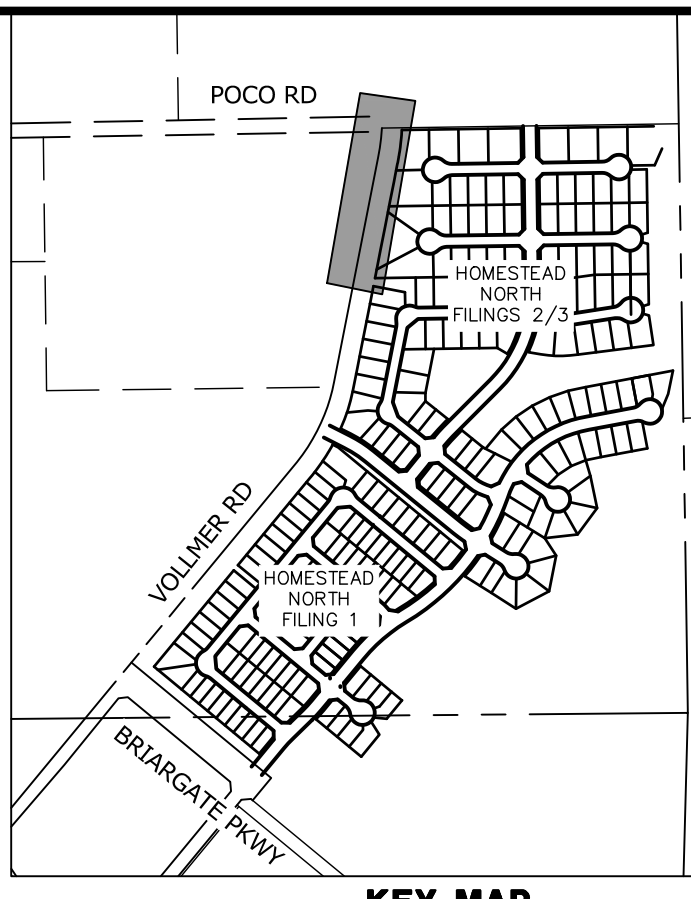 POCO RD
HOMESTEAD
NORTH
FILINGS 2/3
VOLLMER RD
HOMESTEAD
NORTH
FILING 1
BRIARGATE PKWY
KEY MAP